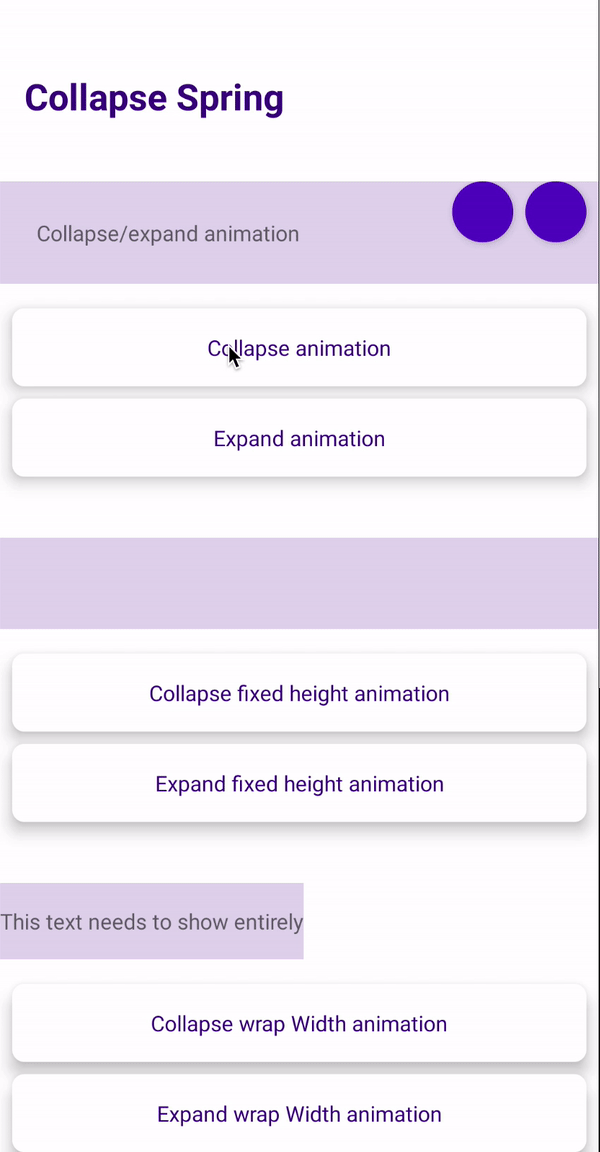 Collapse Spring
Collapse/expand animation
Collapse animation
Expand animation
Collapse fixed height animation
Expand fixed height animation
This text needs to show entirely
Collapse wrap Width animation
Expand wrap Width animation